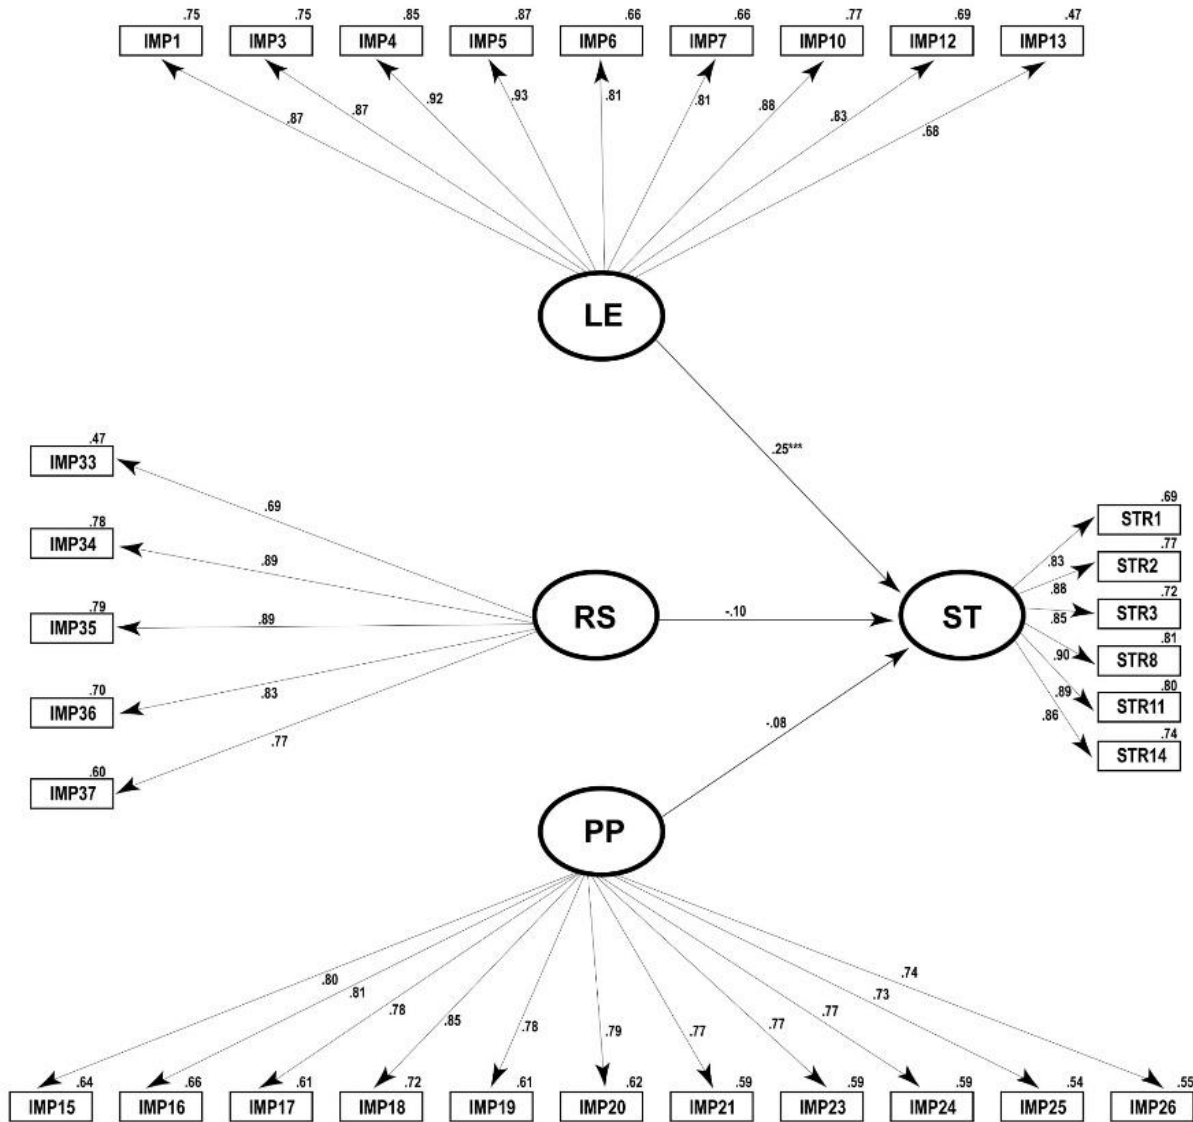 .75 .75 .85 .87 .66 .66 .77 .69 .47
IMP1 IMP3 IMP4 IMP5 IMP6 IMP7 IMP10 IMP12 IMP13
.87 .87 .92 .93 .81 .81 .88 .83 .68
LE
.25***
.47
IMP33
.69
.78
IMP34
.89
.79
IMP35
.89
.70
IMP36
.83
.60
IMP37
.77
RS
-.10
ST
.69
STR1
.83
.77
STR2
.88
.72
STR3
.85
.81
STR8
.90
.80
STR11
.89
.74
STR14
.86
-.08
PP
.80 .81 .78 .85 .78 .79 .77 .77 .77 .73 .74
.64 .66 .61 .72 .61 .62 .59 .59 .59 .54 .55
IMP15 IMP16 IMP17 IMP18 IMP19 IMP20 IMP21 IMP23 IMP24 IMP25 IMP26